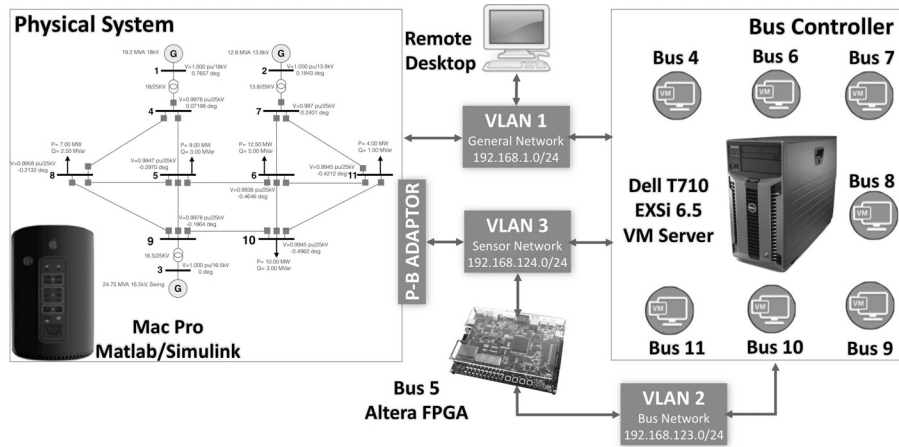 Physical System
19.2 MVA 18kV
G
V=1.000 pu/18kV
0.7657 deg
1
18/25KV
V=0.9978 pu/25kV
0.07198 deg
4
12.8 MVA 13.8kV
G
V=1.000 pu/13.8kV
0.1843 deg
2
13.8/25KV
V=0.997 pu/25kV
-0.2401 deg
7
P= 7.00 MW
Q= 2.50 MVar
V=0.9958 pu/25kV
-0.2132 deg
8
P= 9.00 MW
Q= 3.00 MVar
V=0.9947 pu/25kV
-0.2970 deg
5
P= 12.50 MW
Q= 5.00 MVar
6
V=0.9938 pu/25kV
-0.4646 deg
P= 4.00 MW
Q= 1.50 MVar
V=0.9945 pu/25kV
-0.4212 deg
11
V=0.9978 pu/25kV
-0.1864 deg
9
16.5/25KV
V=1.000 pu/16.5kV
0 deg
3
G
24.75 MVA 16.5kV, Swing
10
V=0.9945 pu/25kV
-0.4962 deg
P= 10.00 MW
Q= 3.00 MVar
Mac Pro
Matlab/Simulink
P-B ADAPTOR
Remote
Desktop
VLAN 1
General Network
192.168.1.0/24
VLAN 3
Sensor Network
192.168.124.0/24
Bus 5
Altera FPGA
VLAN 2
Bus Network
192.168.123.0/24
Bus Controller
Bus 4
VM
Bus 6
VM
Bus 7
VM
Dell T710
EXSi 6.5
VM Server
Bus 8
VM
VM
Bus 11
VM
Bus 10
VM
Bus 9